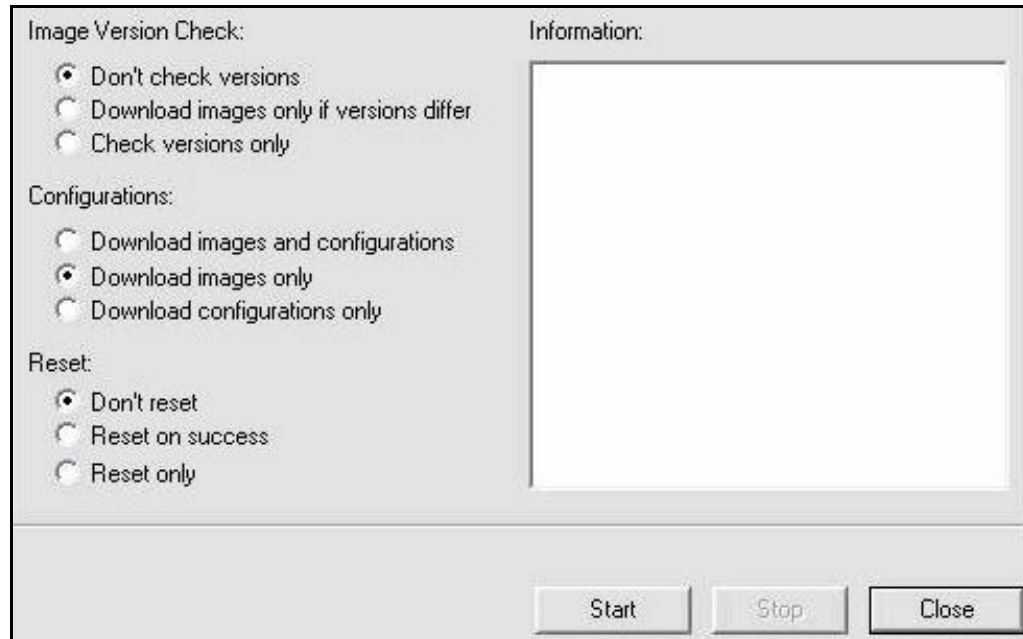 Image Version Check:
Don't check versions
Download images only if versions differ
Check versions only
Configurations:
Download images and configurations
Download images only
Download configurations only
Reset:
Don't reset
Reset on success
Reset only
Information:
Start
Stop
Close